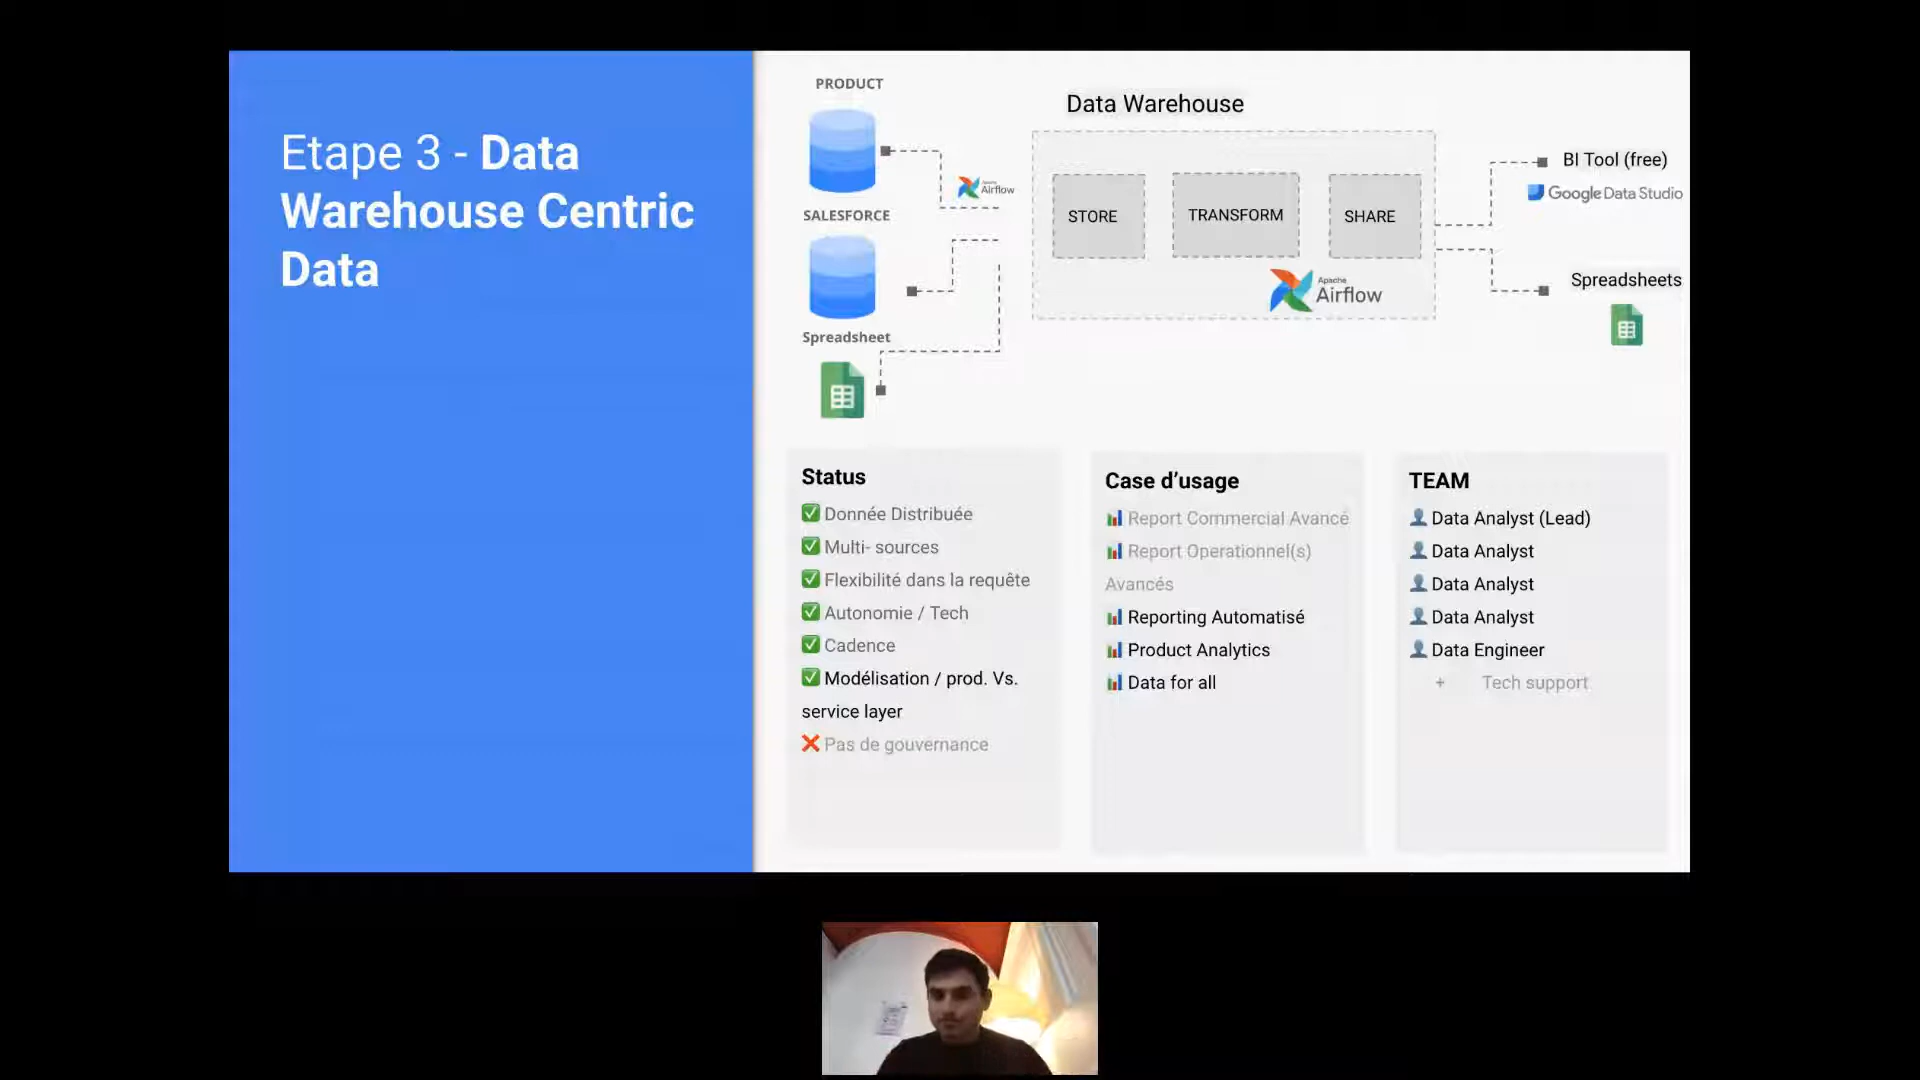 Etape 3 - Data
Warehouse Centric
Data
PRODUCT
SALESFORCE
Spreadsheet
Apache
Airflow
Data Warehouse
STORE
TRANSFORM
SHARE
Apache
Airflow
BI Tool (free)
Google Data Studio
Spreadsheets
Status
✅ Donnée Distribuée
✅ Multi- sources
✅ Flexibilité dans la requête
✅ Autonomie / Tech
✅ Cadence
✅ Modélisation / prod. Vs.
service layer
❌ Pas de gouvernance
Case d’usage
📊 Report Commercial Avancé
📊 Report Operationnel(s)
Avancés
📊 Reporting Automatisé
📊 Product Analytics
📊 Data for all
TEAM
👤 Data Analyst (Lead)
👤 Data Analyst
👤 Data Analyst
👤 Data Analyst
👤 Data Engineer
+ Tech support